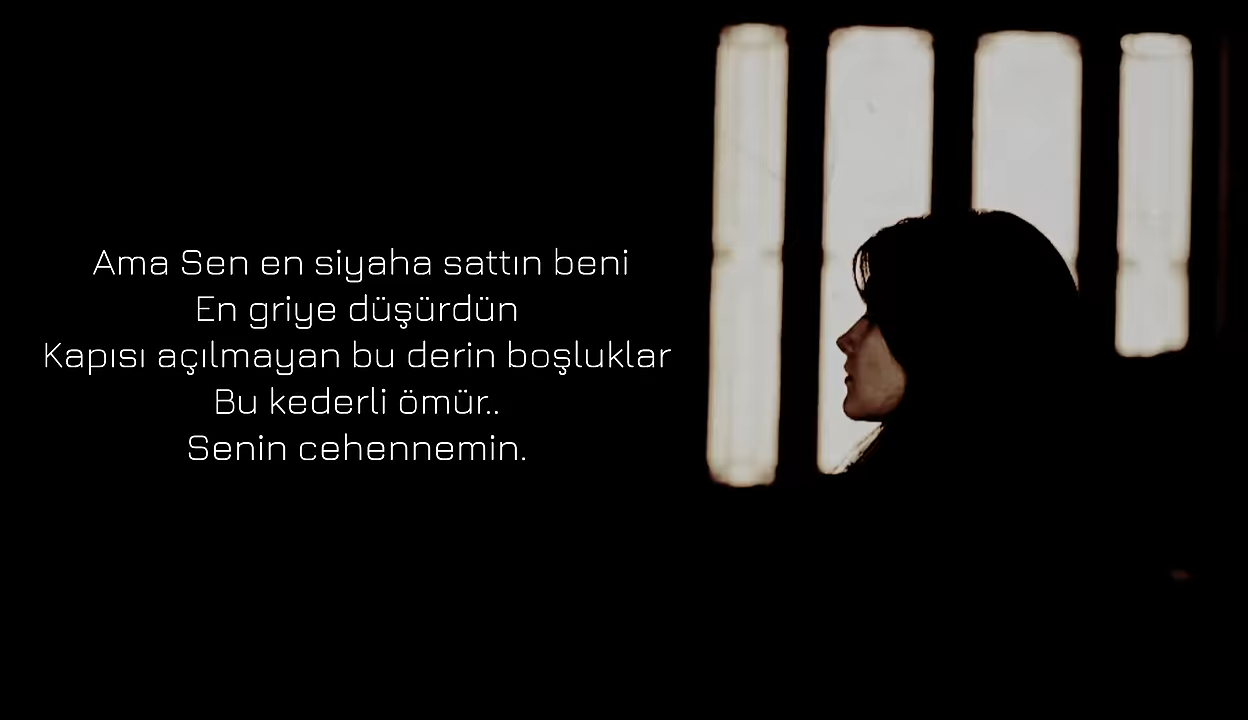 Ama Sen en siyaha sattın beni
En griye düşürdün
Kapısı açılmayan bu derin boşluklar
Bu kederli ömür..
Senin cehennemin.